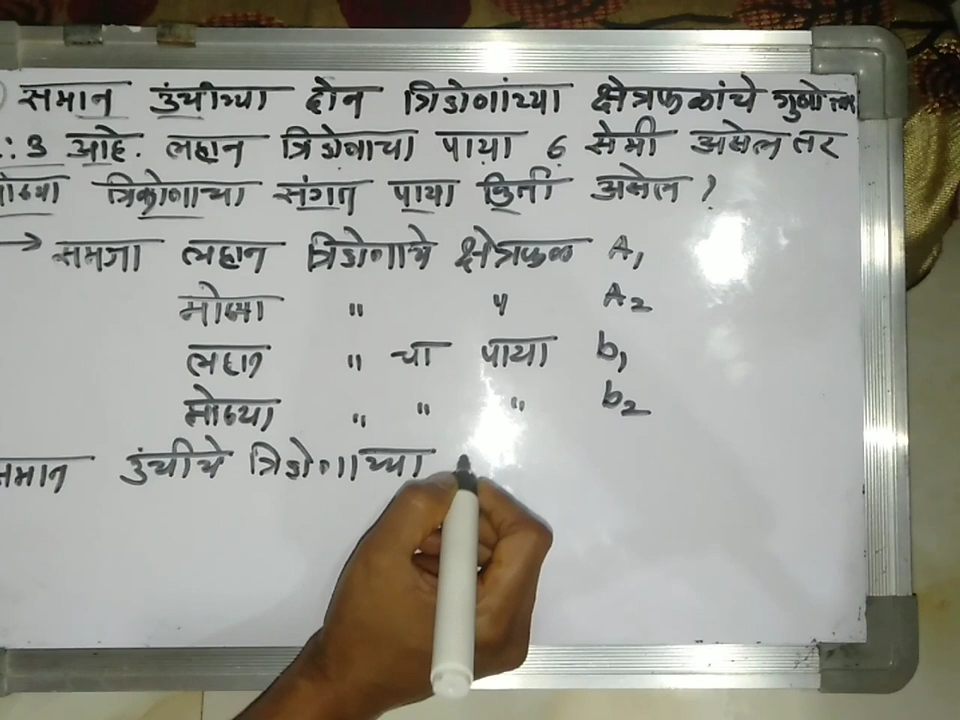 समान उंचीच्या दोन त्रिकोणांच्या क्षेत्रफळांचे गुणोत्तर
: 3 आहे. लहान त्रिकोणाचा पाया 6 सेमी असेल तर
मोठ्या त्रिकोणाचा संगत पाया किती असेल ?
→ समजा लहान त्रिकोणाचे क्षेत्रफळ A₁
मोठ्या " " A₂
लहान " चा पाया b₁
मोठ्या " " " b₂
समान उंचीचे त्रिकोणाच्या